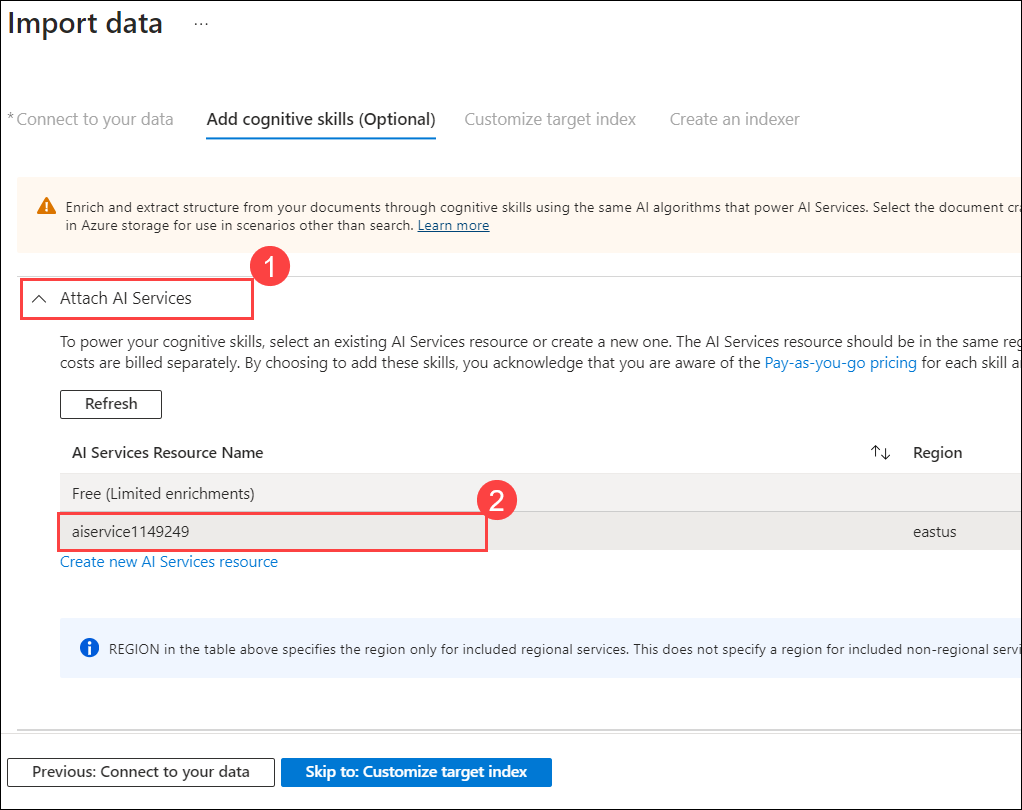 Import data ...
*Connect to your data Add cognitive skills (Optional) Customize target index Create an indexer
Enrich and extract structure from your documents through cognitive skills using the same AI algorithms that power AI Services. Select the document
in Azure storage for use in scenarios other than search. Learn more
1
Attach AI Services
To power your cognitive skills, select an existing AI Services resource or create a new one. The AI Services resource should be in the same
costs are billed separately. By choosing to add these skills, you acknowledge that you are aware of the Pay-as-you-go pricing for each skill
Refresh
AI Services Resource Name ↑↓ Region
Free (Limited enrichments)
2
aiservice1149249 eastus
Create new AI Services resource
REGION in the table above specifies the region only for included regional services. This does not specify a region for included non-regional
Previous: Connect to your data Skip to: Customize target index